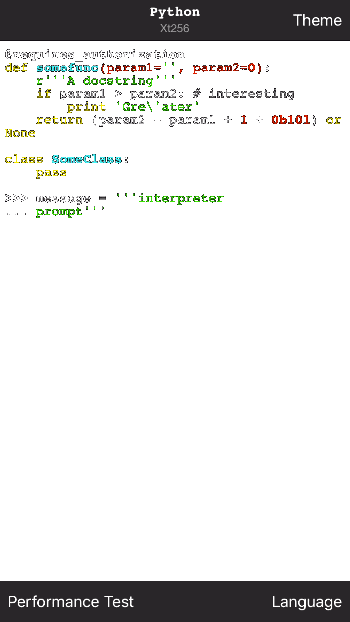 Python
Xt256
Theme
@requires_authorization
def somefunc(param1='', param2=0):
    r'''A docstring'''
    if param1 > param2: # interesting
        print 'Gre\'ater'
    return (param2 - param1 + 1 + 0b101) or
None
class SomeClass:
    pass
>>> message = '''interpreter
... prompt'''
Performance Test
Language